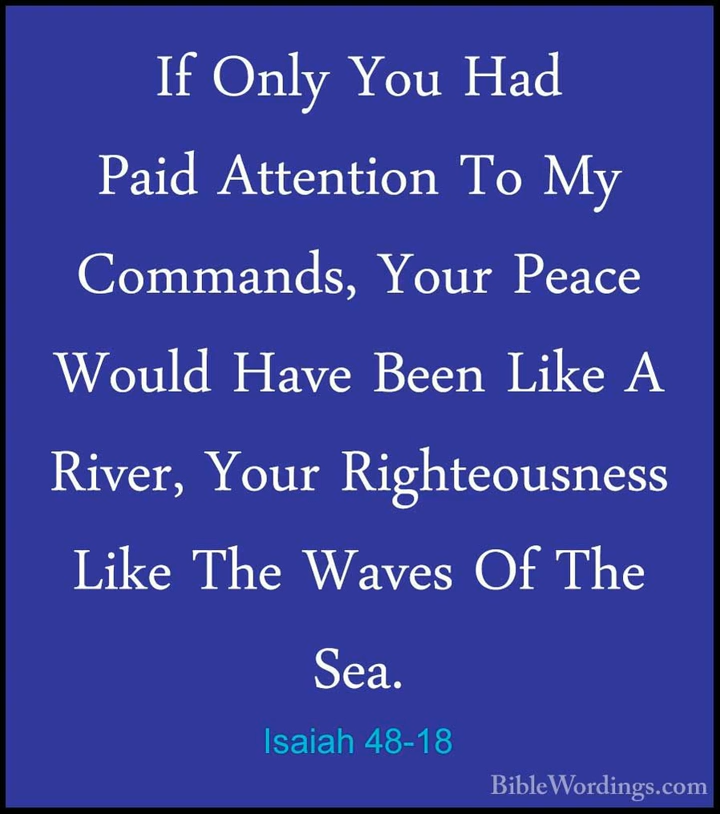 If Only You Had
Paid Attention To My
Commands, Your Peace
Would Have Been Like A
River, Your Righteousness
Like The Waves Of The
Sea.
Isaiah 48-18
BibleWordings.com